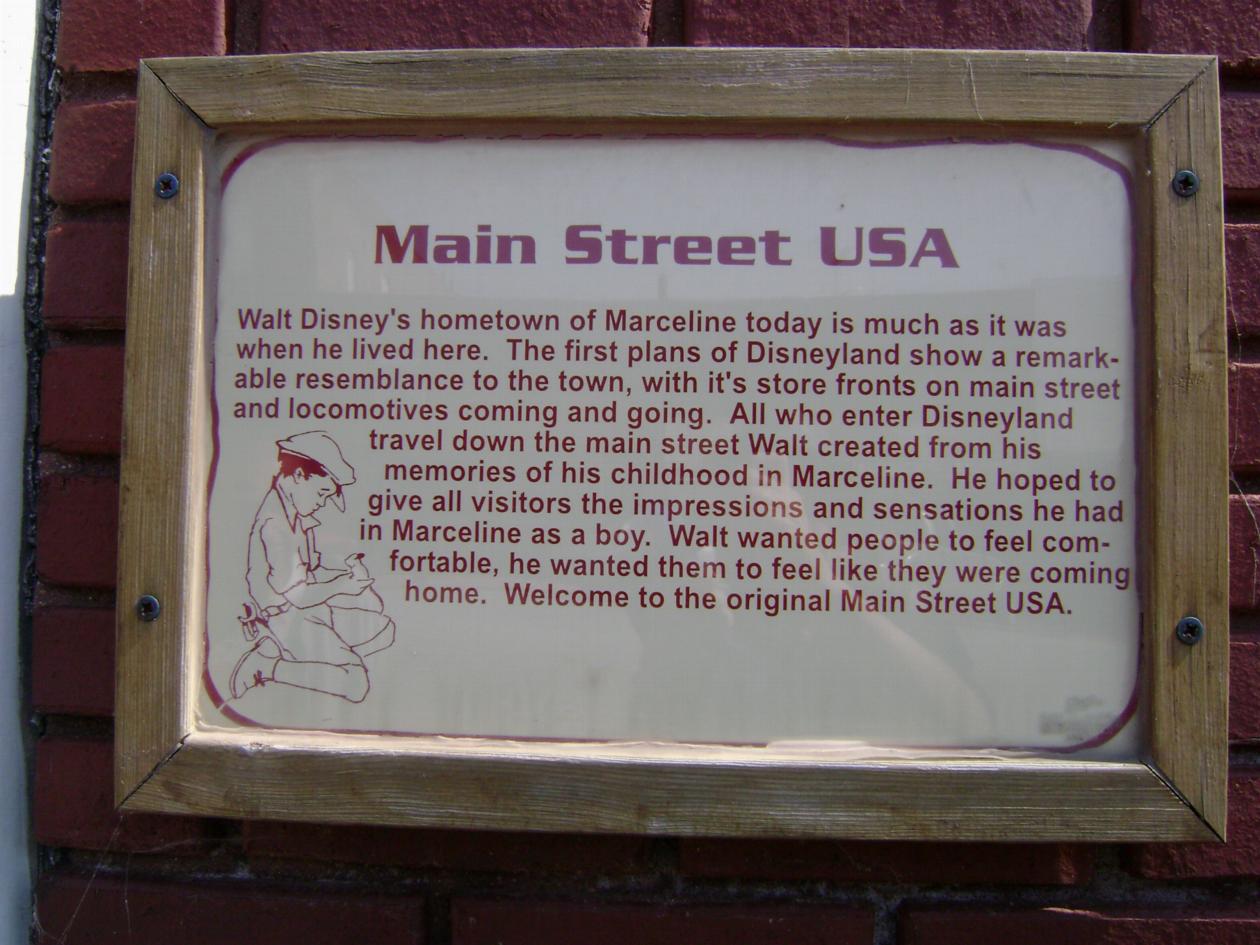 Main Street USA
Walt Disney's hometown of Marceline today is much as it was
when he lived here. The first plans of Disneyland show a remark-
able resemblance to the town, with it's store fronts on main street
and locomotives coming and going. All who enter Disneyland
travel down the main street Walt created from his
memories of his childhood in Marceline. He hoped to
give all visitors the impressions and sensations he had
in Marceline as a boy. Walt wanted people to feel com-
fortable, he wanted them to feel like they were coming
home. Welcome to the original Main Street USA.